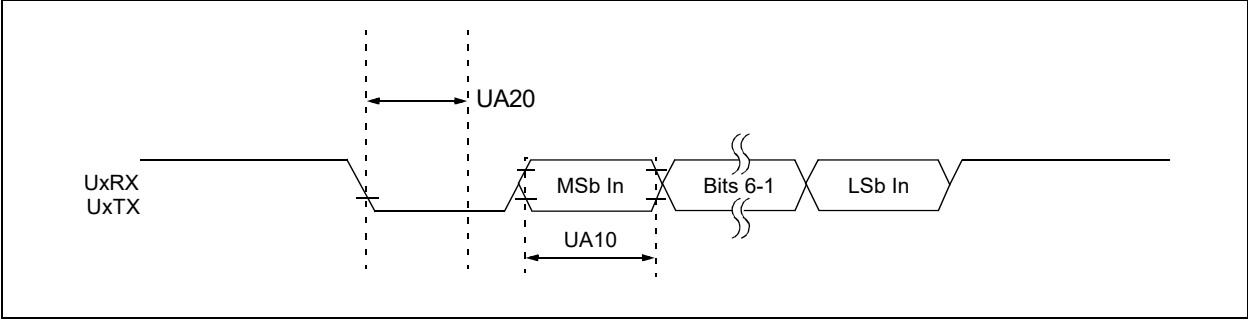 UA20
UxRX
UxTX
MSb In
Bits 6-1
LSb In
UA10